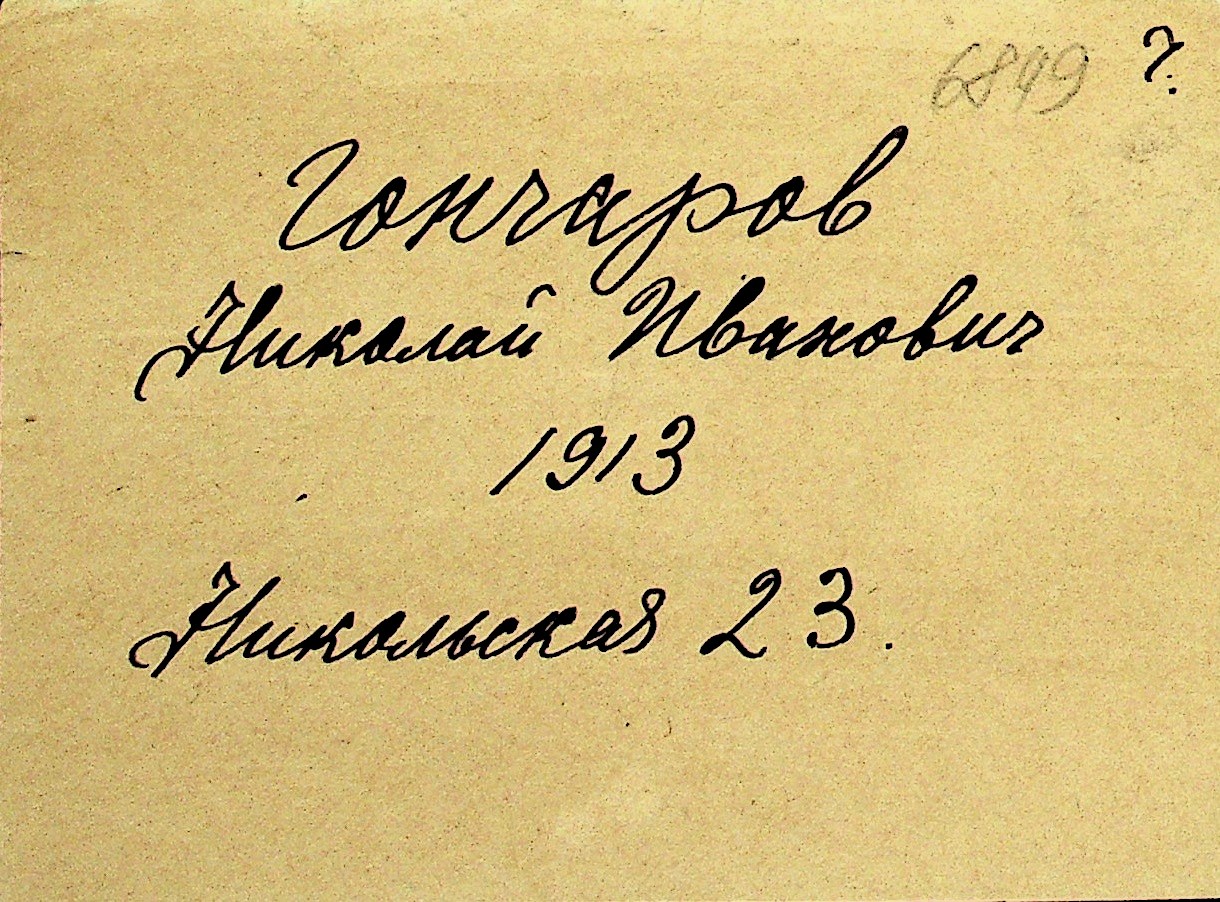 6849 ?
Гончаров
Николай Иванович
1913
Никольская 23.